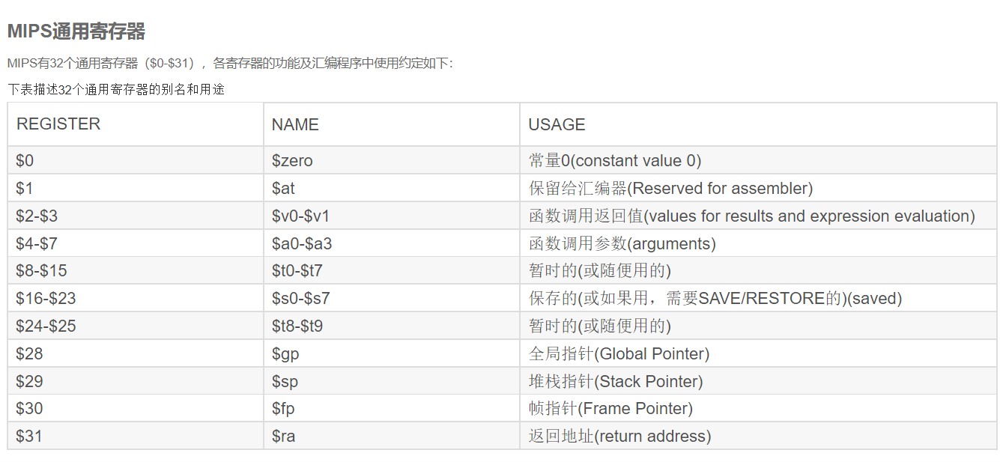 MIPS通用寄存器
MIPS有32个通用寄存器（$0-$31），各寄存器的功能及汇编程序中使用约定如下：
下表描述32个通用寄存器的别名和用途
REGISTER NAME USAGE
$0 $zero 常量0(constant value 0)
$1 $at 保留给汇编器(Reserved for assembler)
$2-$3 $v0-$v1 函数调用返回值(values for results and expression evaluation)
$4-$7 $a0-$a3 函数调用参数(arguments)
$8-$15 $t0-$t7 暂时的(或随便用的)
$16-$23 $s0-$s7 保存的(或如果用，需要SAVE/RESTORE的)(saved)
$24-$25 $t8-$t9 暂时的(或随便用的)
$28 $gp 全局指针(Global Pointer)
$29 $sp 堆栈指针(Stack Pointer)
$30 $fp 帧指针(Frame Pointer)
$31 $ra 返回地址(return address)